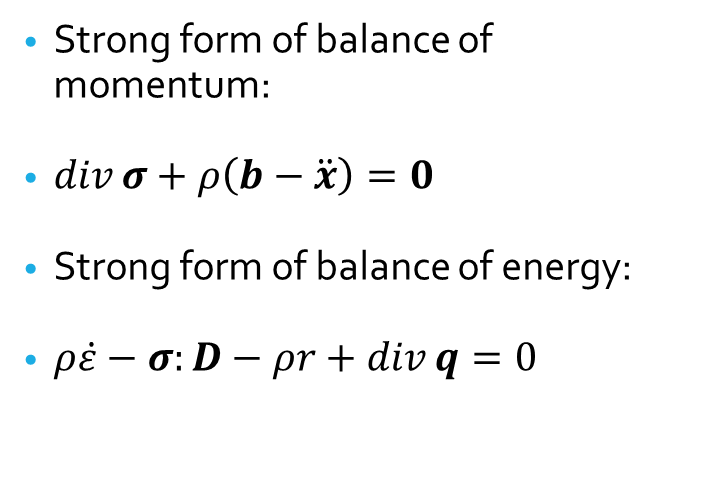 • Strong form of balance of
momentum:
• div σ + ρ(b − ẍ) = 0
• Strong form of balance of energy:
• ρε̇ − σ: D − ρr + div q = 0